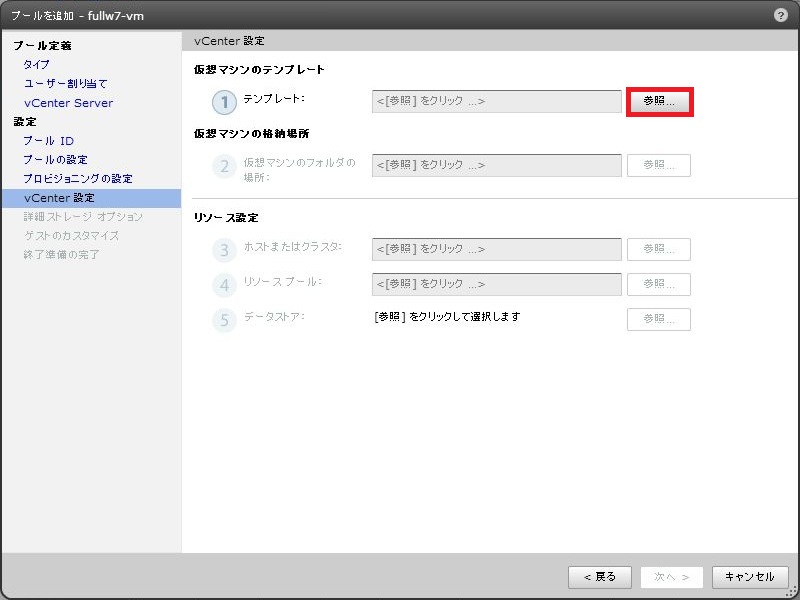 プールを追加 - fullw7-vm
?
プール定義
タイプ
ユーザー割り当て
vCenter Server
設定
プール ID
プールの設定
プロビジョニングの設定
vCenter 設定
詳細ストレージ オプション
ゲストのカスタマイズ
終了準備の完了
vCenter 設定
仮想マシンのテンプレート
1 テンプレート: <[参照] をクリック ...> 参照...
仮想マシンの格納場所
2 仮想マシンのフォルダの
場所: <[参照] をクリック ...> 参照...
リソース設定
3 ホストまたはクラスタ: <[参照] をクリック ...> 参照...
4 リソース プール: <[参照] をクリック ...> 参照...
5 データストア: [参照] をクリックして選択します 参照...
< 戻る 次へ > キャンセル